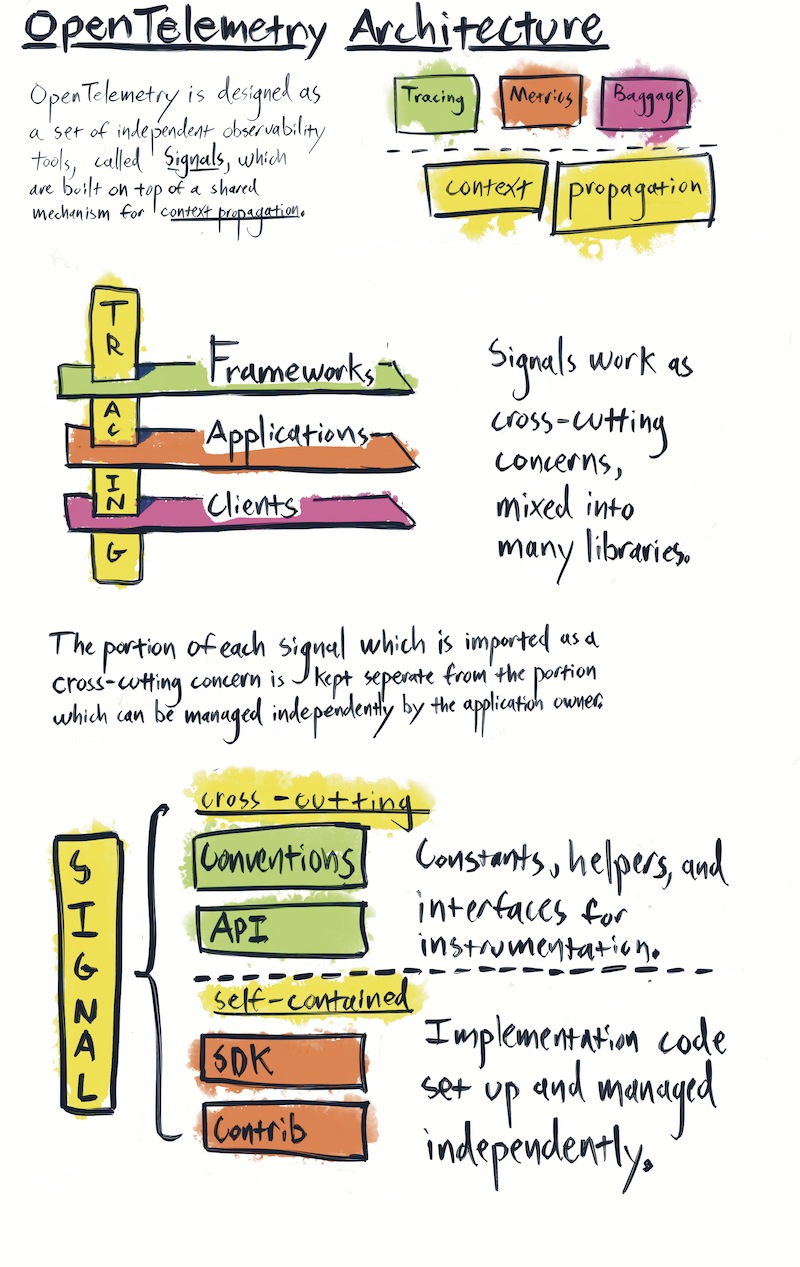 OpenTelemetry Architecture
OpenTelemetry is designed as
a set of independent observability
tools, called Signals, which
are built on top of a shared
mechanism for context propagation.
Tracing
Metrics
Baggage
context
propagation
TRACING
Frameworks
Applications
Clients
Signals work as
cross-cutting
concerns,
mixed into
many libraries.
The portion of each signal which is imported as a
cross-cutting concern is kept seperate from the portion
which can be managed independently by the application owner.
SIGNAL
cross-cutting
Conventions
API
Constants, helpers, and
interfaces for
instrumentation.
self-contained
SDK
Contrib
Implementation code
set up and managed
independently.